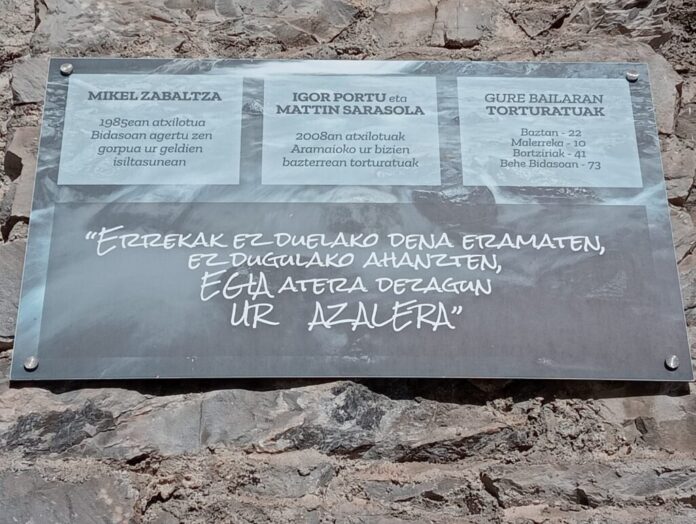 MIKEL ZABALTZA
1985ean atxilotua
Bidasoan agertu zen
gorpua ur geldien
isiltasunean
IGOR PORTU eta
MATTIN SARASOLA
2008an atxilotuak
Aramaioko ur bizien
bazterrean torturatuak
GURE BAILARAN
TORTURATUAK
Baztan - 22
Malerreka - 10
Bortziriak - 41
Behe Bidasoan - 73
“ERREKAK EZ DUELAKO DENA ERAMATEN,
EZ DUGULAKO AHANZTEN,
EGIA ATERA DEZAGUN
UR AZALERA”